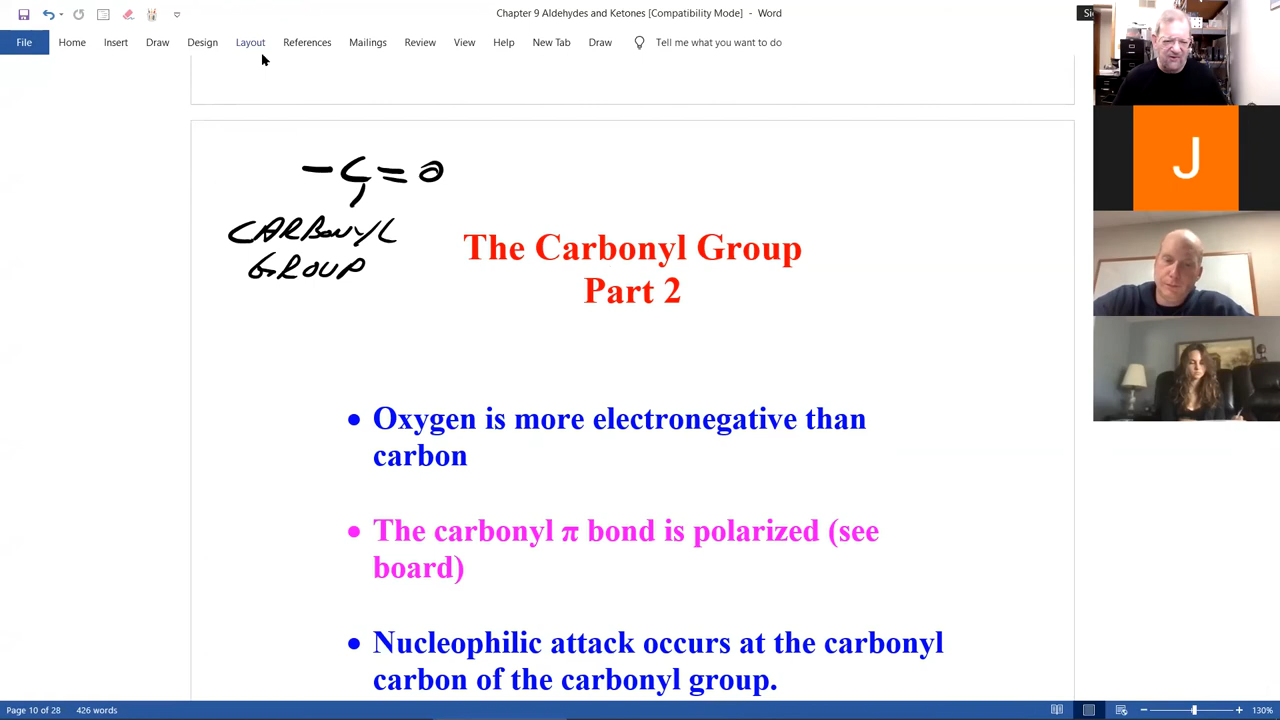 Chapter 9 Aldehydes and Ketones [Compatibility Mode] - Word
File Home Insert Draw Design Layout References Mailings Review View Help New Tab Draw Tell me what you want to do
-C=O
CARBONYL
GROUP
The Carbonyl Group
Part 2
• Oxygen is more electronegative than
carbon
• The carbonyl π bond is polarized (see
board)
• Nucleophilic attack occurs at the carbonyl
carbon of the carbonyl group.
J
Page 10 of 28 426 words
130%